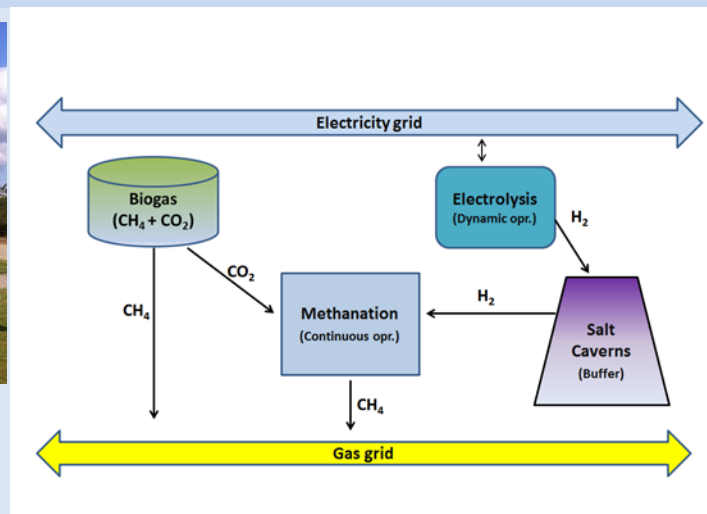 Electricity grid
Biogas
(CH₄ + CO₂)
Electrolysis
(Dynamic opr.)
H₂
CO₂
CH₄
Methanation
(Continuous opr.)
H₂
Salt
Caverns
(Buffer)
CH₄
Gas grid